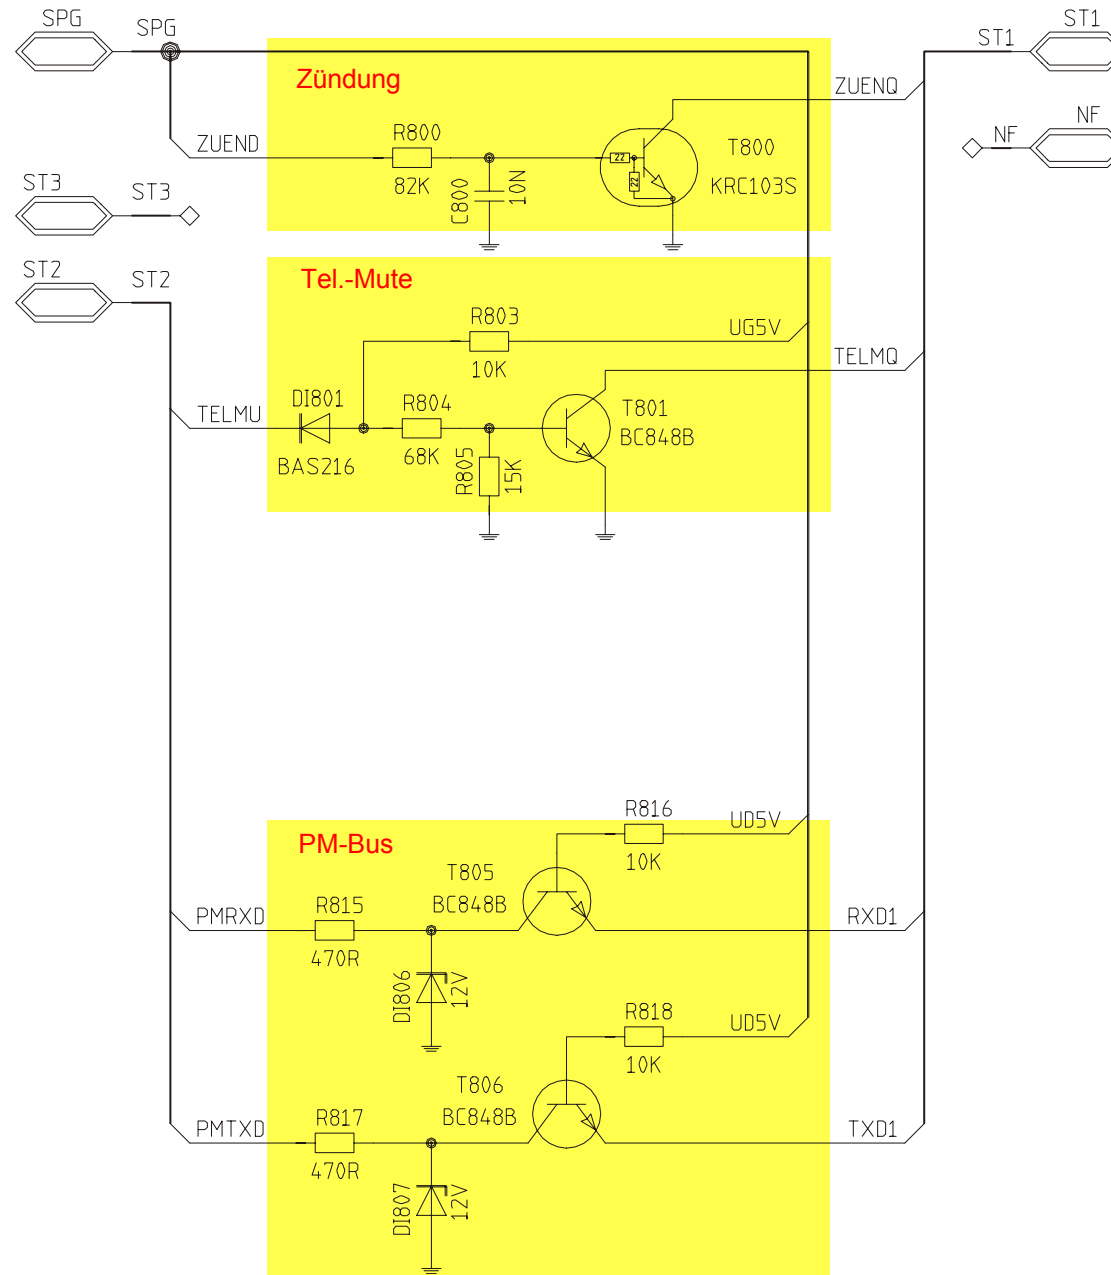 SPG
SPG
ST1
ST1
Zündung
ZUENQ
R800
ZUEND
T800
NF
NF
82K
C800
10N
22
22
KRC103S
ST3
ST3
ST2
ST2
Tel.-Mute
R803
UG5V
10K
TELMQ
DI801
R804
T801
TELMU
BC848B
BAS216
68K
R805
15K
R816
UD5V
PM-Bus
10K
T805
BC848B
R815
PMRXD
RXD1
470R
DI806
12V
R818
UD5V
10K
T806
BC848B
R817
PMTXD
TXD1
470R
DI807
12V